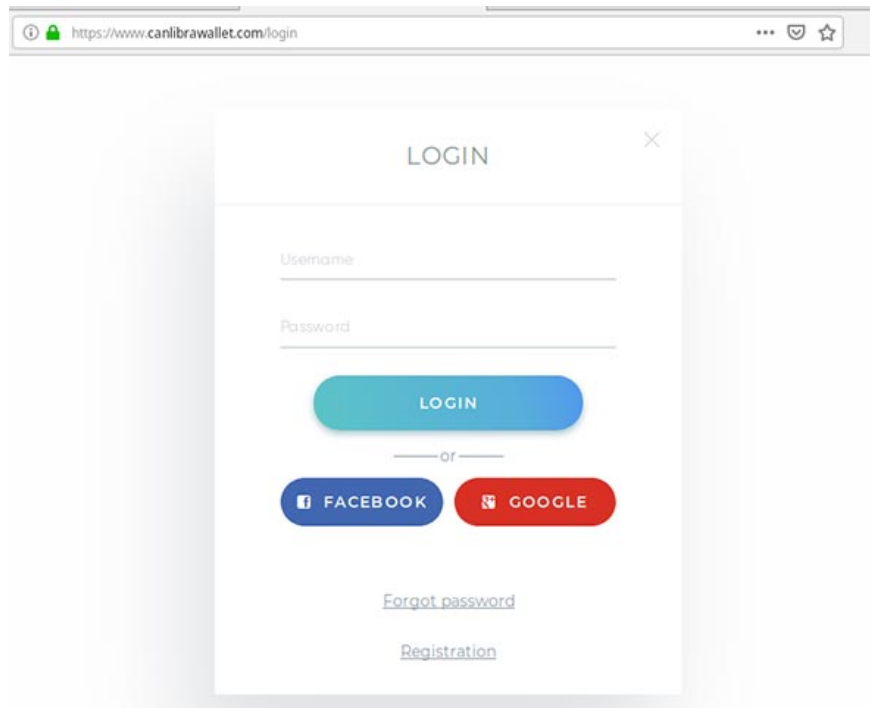 https://www.canlibrawallet.com/login
LOGIN
Username
Password
LOGIN
or
FACEBOOK GOOGLE
Forgot password
Registration